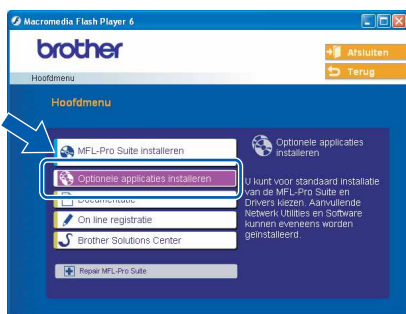 Macromedia Flash Player 6
brother
Afsluiten
Terug
Hoofdmenu
Hoofdmenu
MFL-Pro Suite installeren
Optionele applicaties installeren
Documentatie
On line registratie
Brother Solutions Center
Repair MFL-Pro Suite
Optionele applicaties
installeren
U kunt voor standaard installatie
van de MFL-Pro Suite en
Drivers kiezen. Aanvullende
Netwerk Utilities en Software
kunnen eveneens worden
geïnstalleerd.